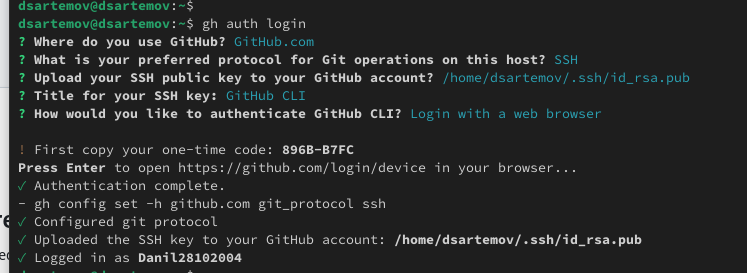 dsartemov@dsartemov:~$
dsartemov@dsartemov:~$ gh auth login
? Where do you use GitHub? GitHub.com
? What is your preferred protocol for Git operations on this host? SSH
? Upload your SSH public key to your GitHub account? /home/dsartemov/.ssh/id_rsa.pub
? Title for your SSH key: GitHub CLI
? How would you like to authenticate GitHub CLI? Login with a web browser
! First copy your one-time code: 896B-B7FC
Press Enter to open https://github.com/login/device in your browser...
✓ Authentication complete.
- gh config set -h github.com git_protocol ssh
✓ Configured git protocol
✓ Uploaded the SSH key to your GitHub account: /home/dsartemov/.ssh/id_rsa.pub
✓ Logged in as Danil28102004
dsartemov@dsartemov:~$